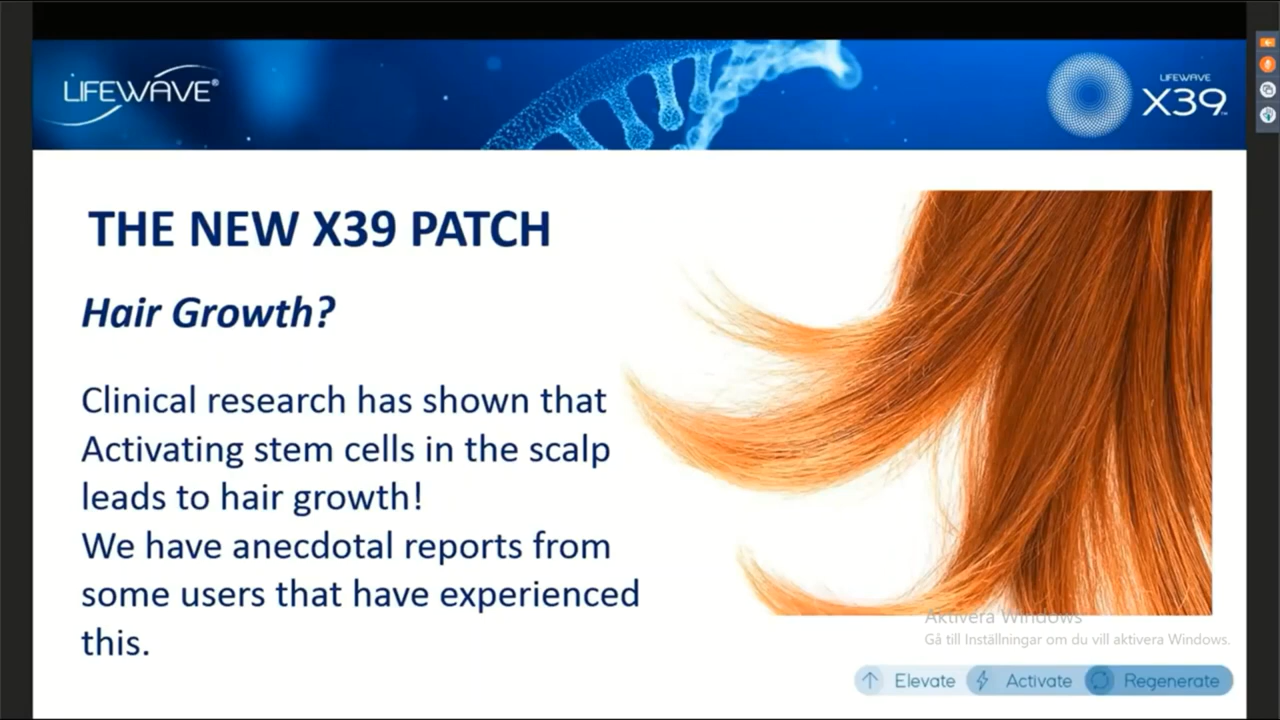 LIFEWAVE®
LIFEWAVE
X39™
THE NEW X39 PATCH
Hair Growth?
Clinical research has shown that
Activating stem cells in the scalp
leads to hair growth!
We have anecdotal reports from
some users that have experienced
this.
Aktivera Windows
Gå till Inställningar om du vill aktivera Windows.
Elevate Activate Regenerate